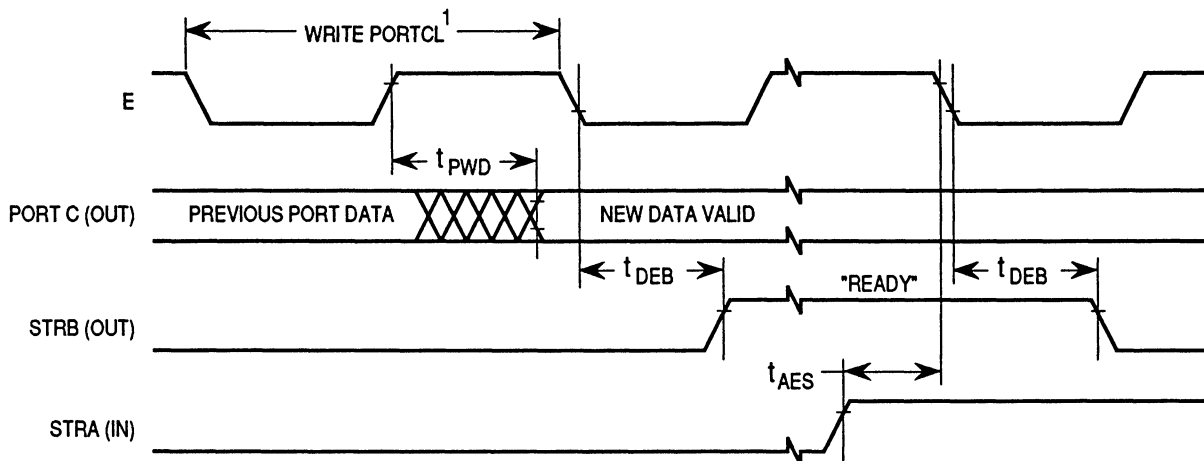 WRITE PORTCL1
E
tPWD
PORT C (OUT)
PREVIOUS PORT DATA
NEW DATA VALID
tDEB
"READY"
tDEB
STRB (OUT)
tAES
STRA (IN)